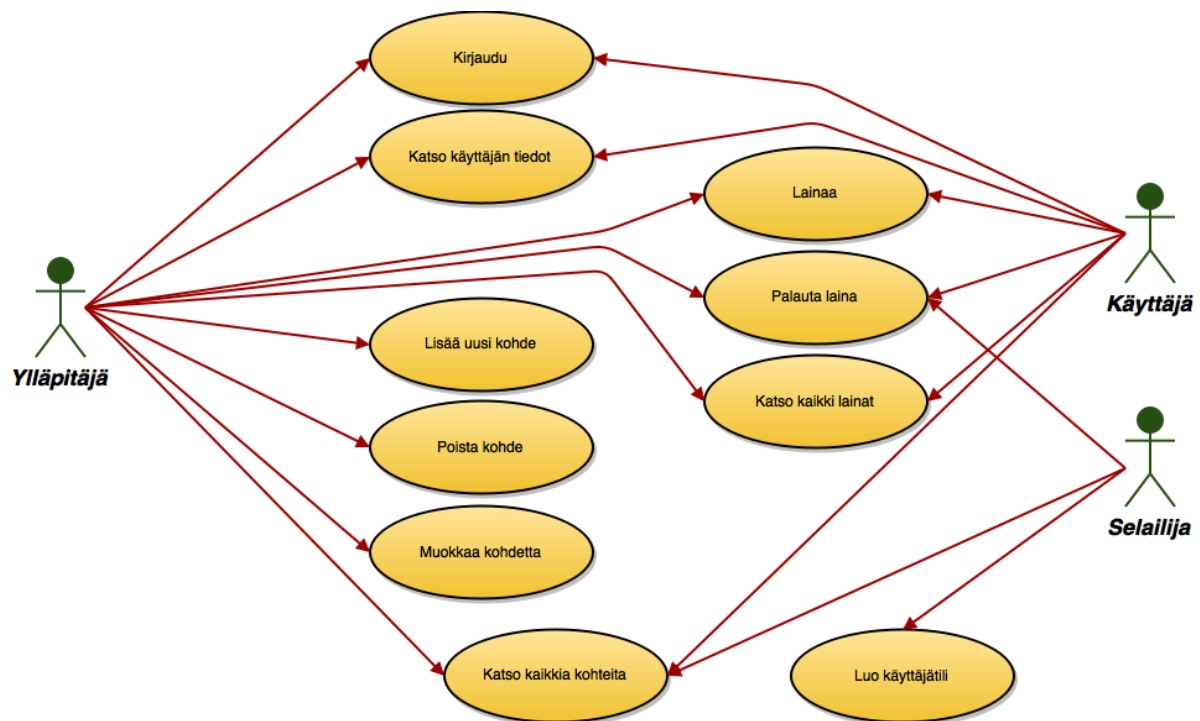 Kirjaudu
Katso käyttäjän tiedot
Lainaa
Palauta laina
Käyttäjä
Lisää uusi kohde
Ylläpitäjä
Katso kaikki lainat
Poista kohde
Selailija
Muokkaa kohdetta
Katso kaikkia kohteita
Luo käyttäjätili